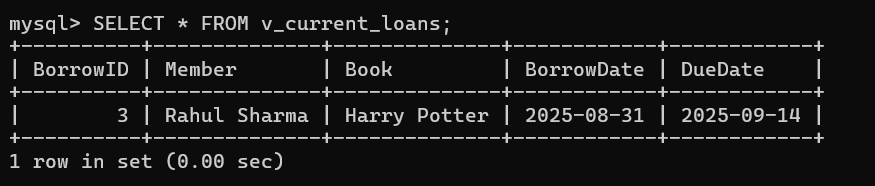 mysql> SELECT * FROM v_current_loans;
+----------+--------------+--------------+------------+------------+
| BorrowID | Member       | Book         | BorrowDate | DueDate    |
+----------+--------------+--------------+------------+------------+
|        3 | Rahul Sharma | Harry Potter | 2025-08-31 | 2025-09-14 |
+----------+--------------+--------------+------------+------------+
1 row in set (0.00 sec)